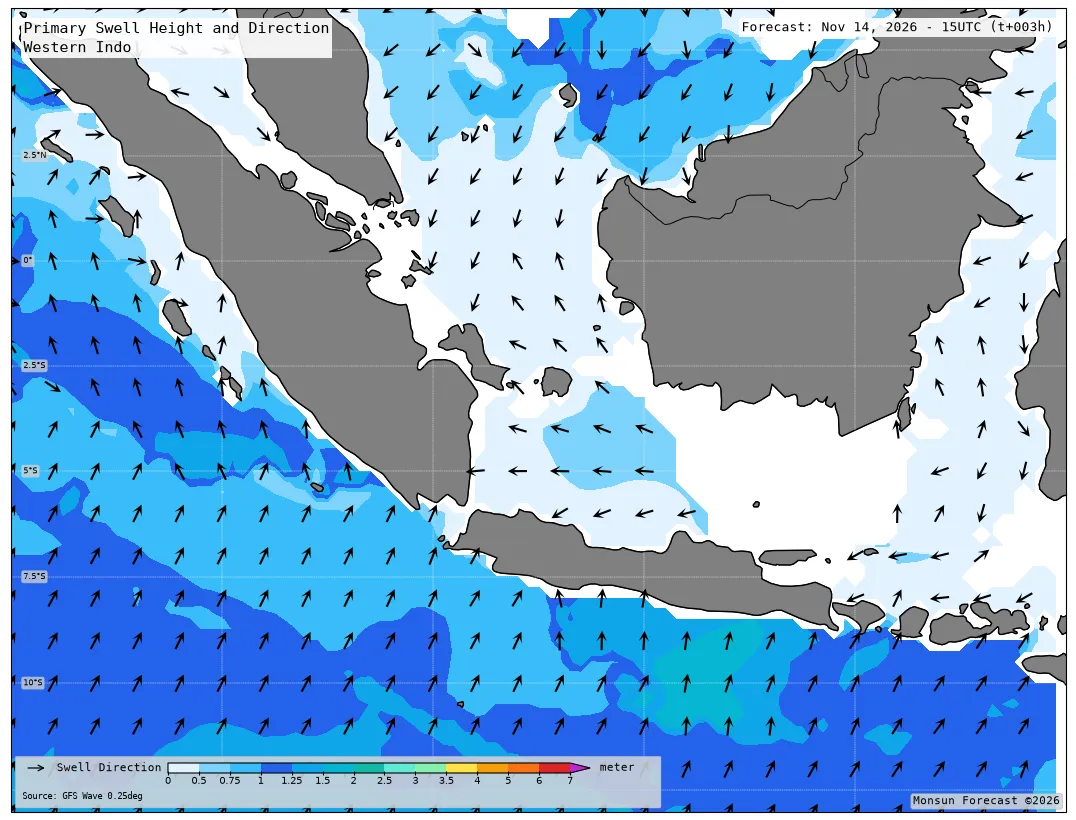 Primary Swell Height and Direction
Western Indo
Forecast: Nov 14, 2026 - 15UTC (t+003h)
2.5°N
0°
2.5°S
5°S
7.5°S
10°S
Swell Direction
0 0.5 0.75 1 1.25 1.5 2 2.5 3 3.5 4 5 6 7
meter
Source: GFS Wave 0.25deg
Monsun Forecast ©2026